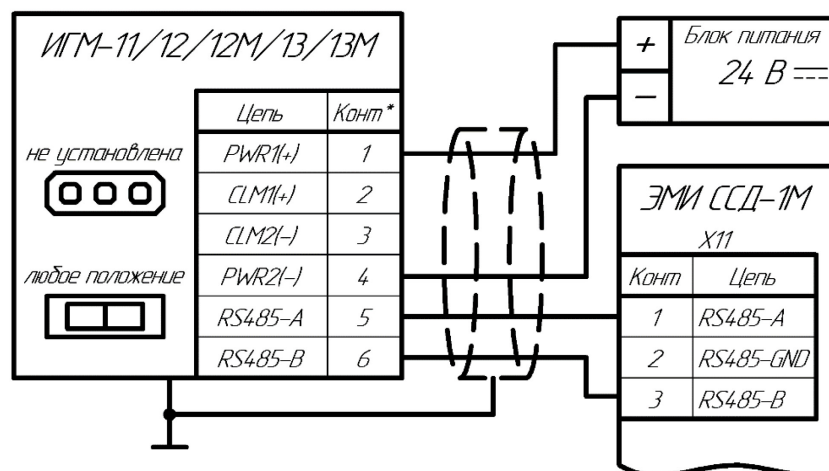 ИГМ-11/12/12М/13/13М
Цепь Конт*
не установлена
PWR1(+) 1
CLM1(+) 2
CLM2(-) 3
любое положение
PWR2(-) 4
RS485-A 5
RS485-B 6
+ Блок питания
24 В
−
ЭМИ ССД-1М
X11
Конт Цепь
1 RS485-A
2 RS485-GND
3 RS485-B